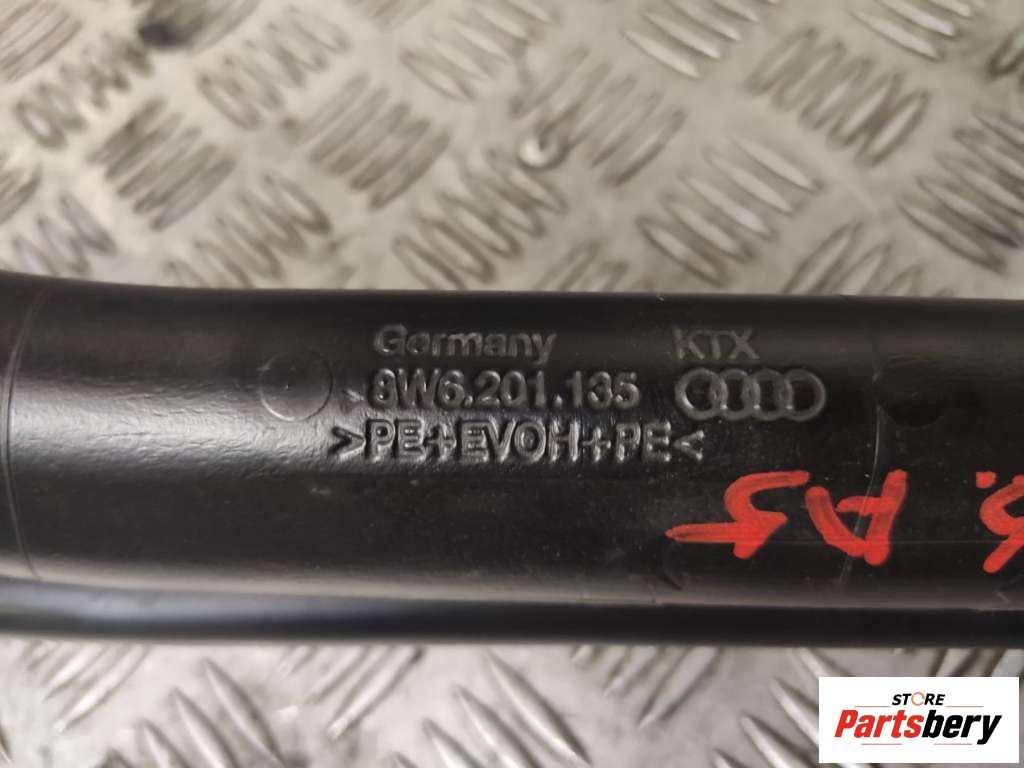 Germany KTX
8W6.201.135
>PE+EVOH+PE<
A5
STORE
Partsbery